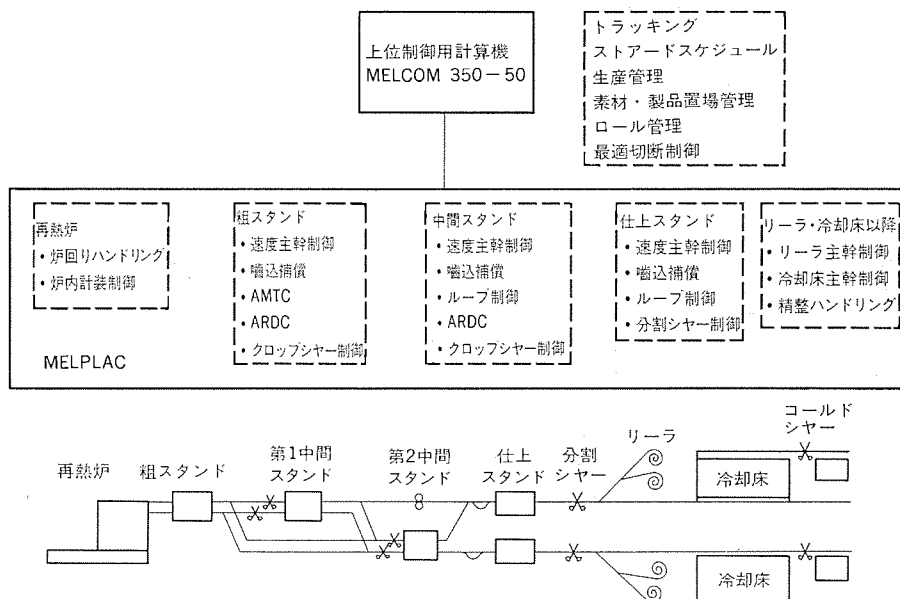 上位制御用計算機
MELCOM 350－50
トラッキング
ストアードスケジュール
生産管理
素材・製品置場管理
ロール管理
最適切断制御
再熱炉
・炉回りハンドリング
・炉内計装制御
粗スタンド
・速度主幹制御
・嚙込補償
・AMTC
・ARDC
・クロップシヤー制御
中間スタンド
・速度主幹制御
・嚙込補償
・ループ制御
・ARDC
・クロップシヤー制御
仕上スタンド
・速度主幹制御
・嚙込補償
・ループ制御
・分割シヤー制御
リーラ・冷却床以降
・リーラ主幹制御
・冷却床主幹制御
・精整ハンドリング
MELPLAC
再熱炉
粗スタンド
第1中間
スタンド
第2中間
スタンド
仕上
スタンド
分割
シヤー
リーラ
コールド
シヤー
冷却床
冷却床